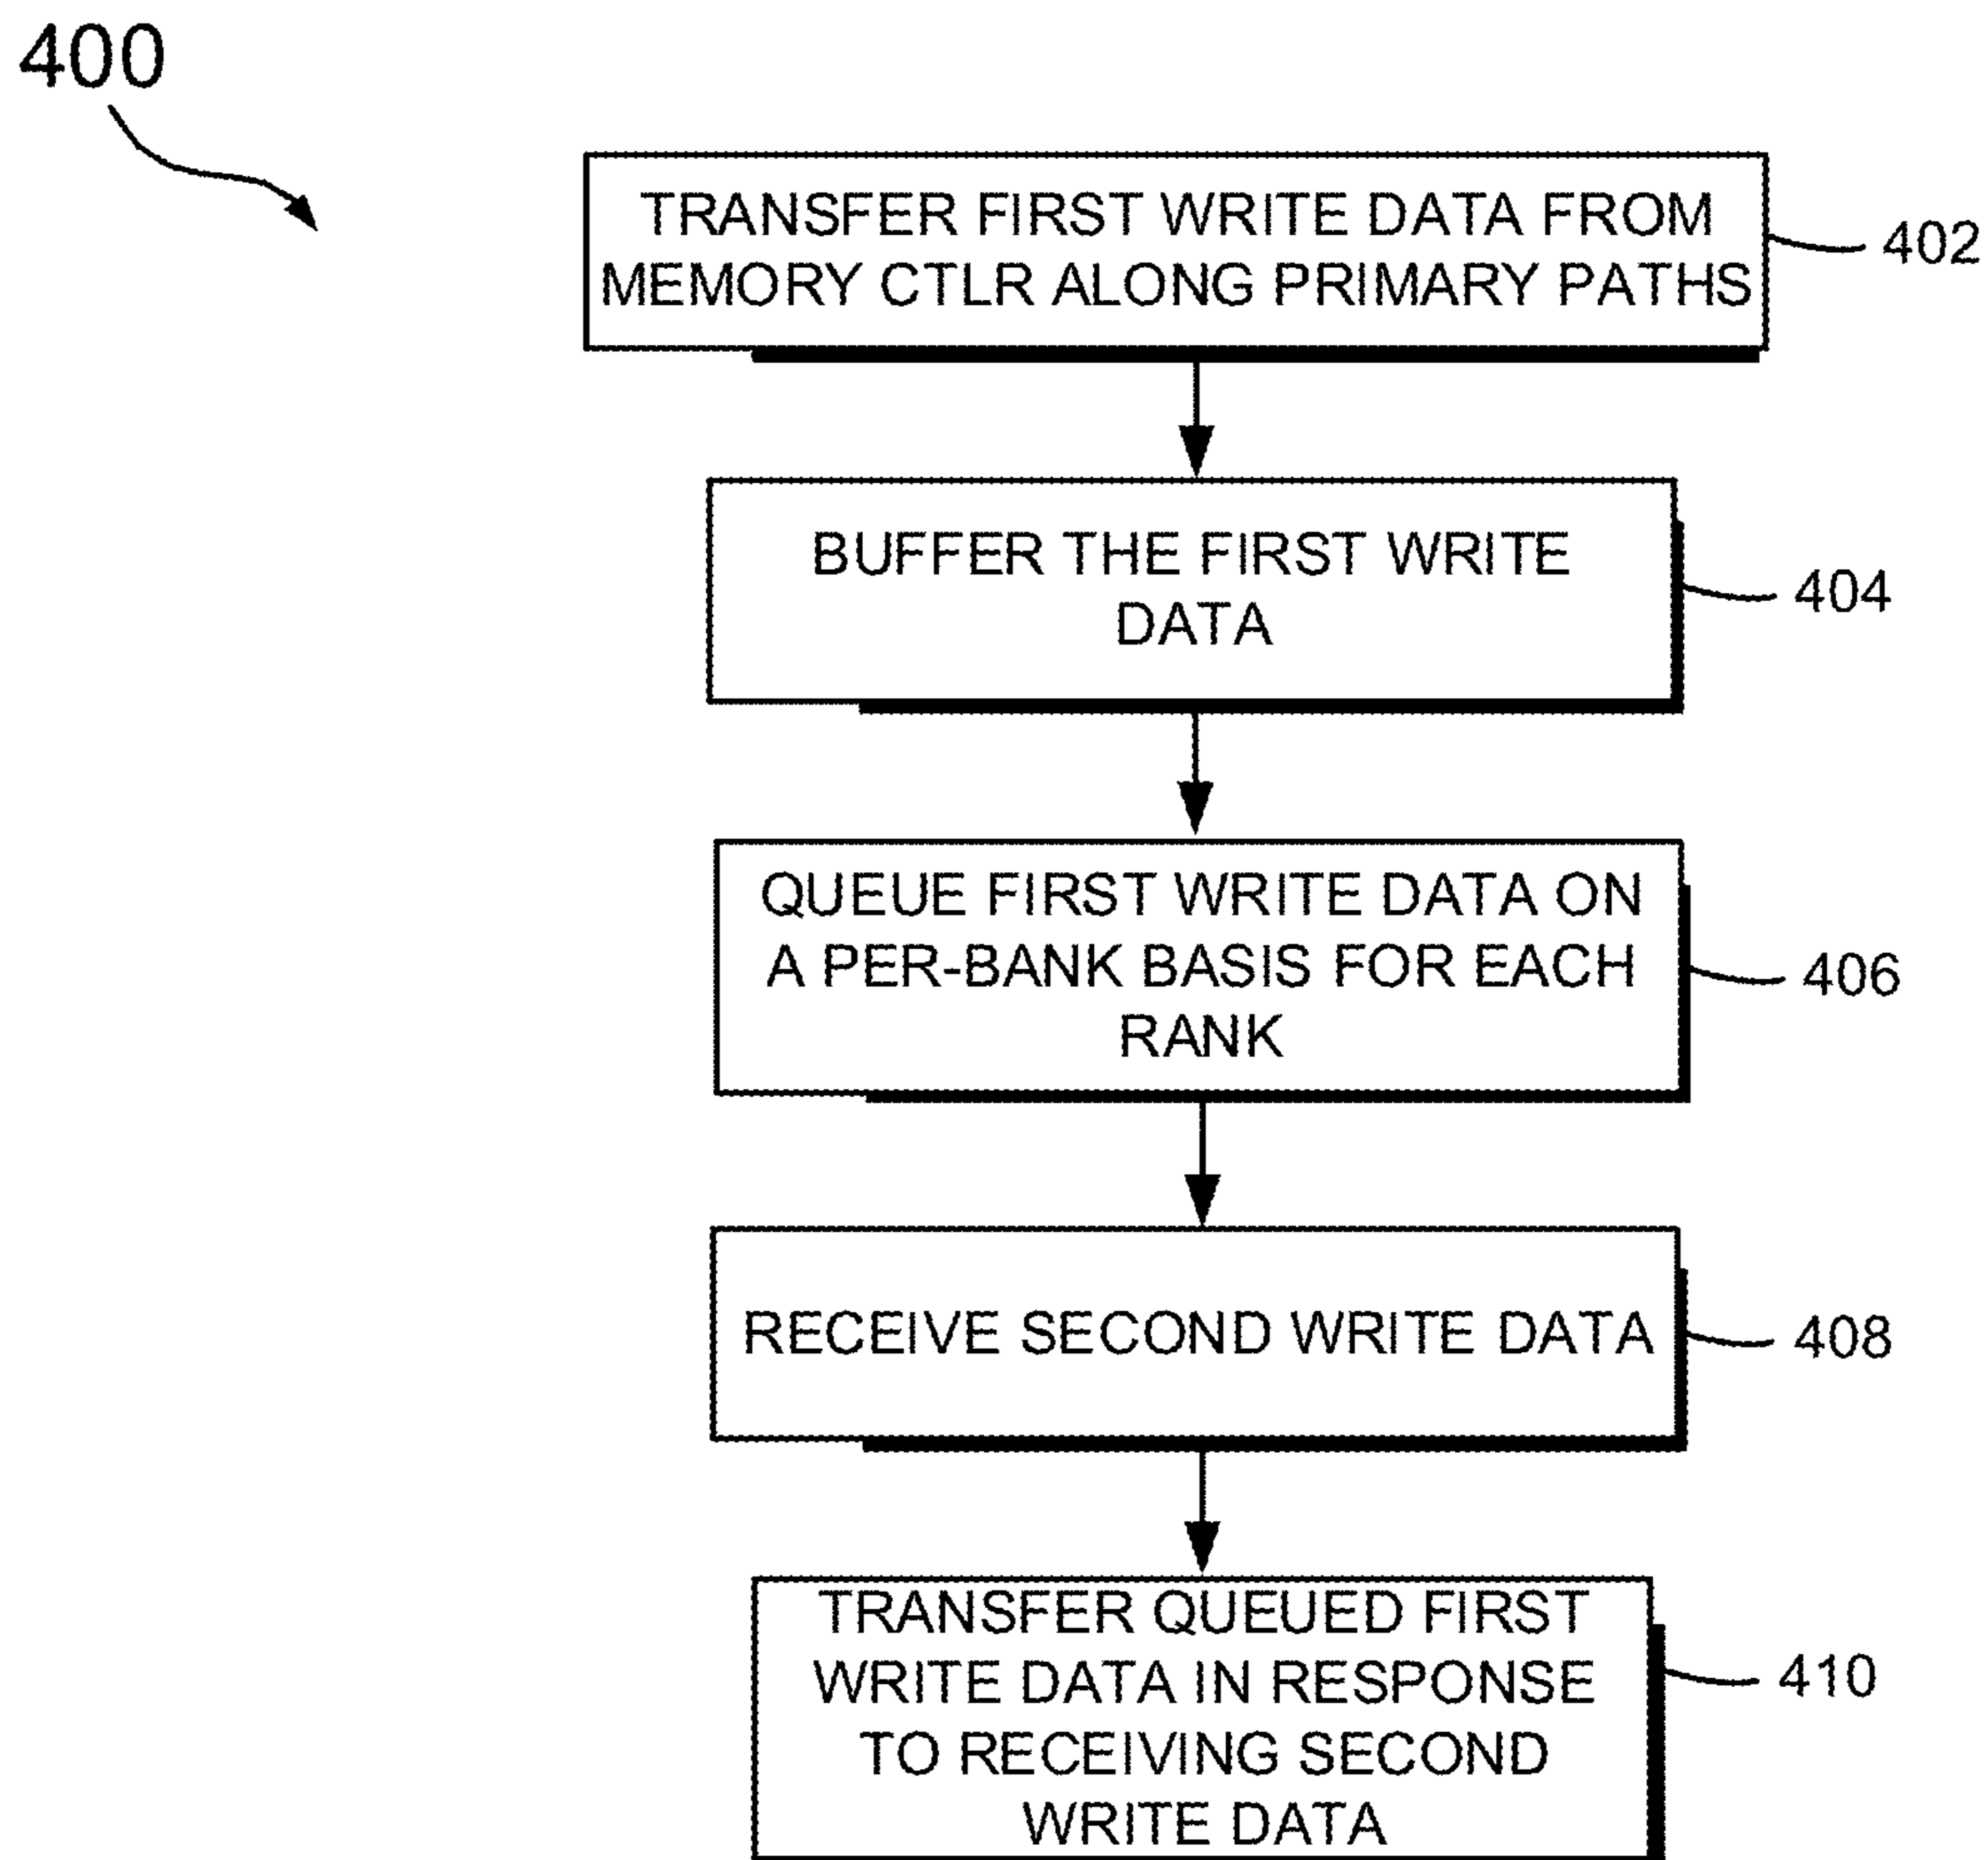 400
TRANSFER FIRST WRITE DATA FROM
MEMORY CTLR ALONG PRIMARY PATHS
402
BUFFER THE FIRST WRITE
DATA
404
QUEUE FIRST WRITE DATA ON
A PER-BANK BASIS FOR EACH
RANK
406
RECEIVE SECOND WRITE DATA
408
TRANSFER QUEUED FIRST
WRITE DATA IN RESPONSE
TO RECEIVING SECOND
WRITE DATA
410